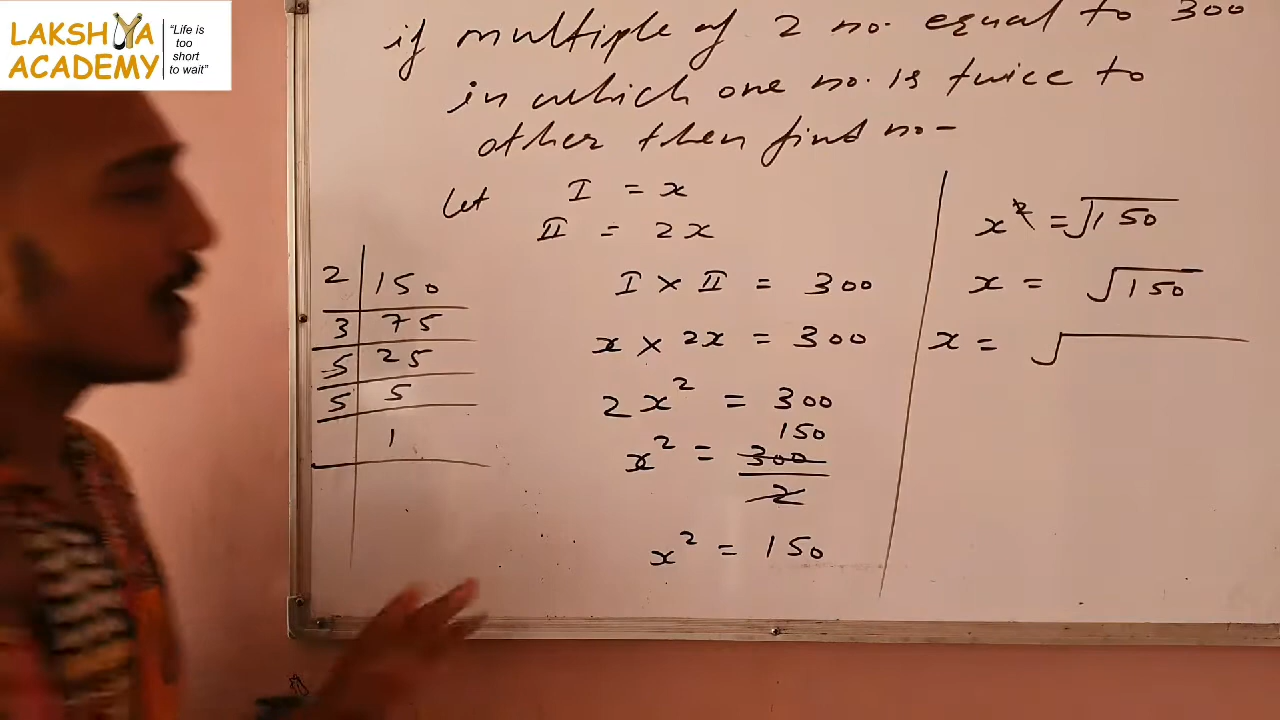 LAKSHYA
ACADEMY
"Life is
too
short
to wait"
if multiple of 2 no. equal to 300
in which one no. is twice to
other then find no-
Let I = x
II = 2x
I × II = 300
x × 2x = 300
2x² = 300
150
x² = 300
2
x² = 150
2 | 150
3 | 75
5 | 25
5 | 5
1
x² = √150
x = √150
x = √